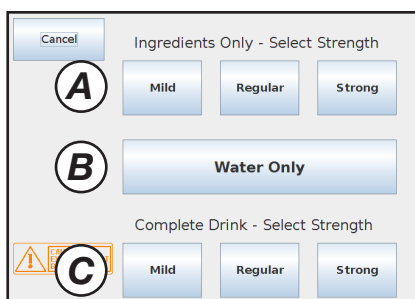 Cancel
Ingredients Only - Select Strength
A
Mild Regular Strong
B
Water Only
Complete Drink - Select Strength
C
Mild Regular Strong